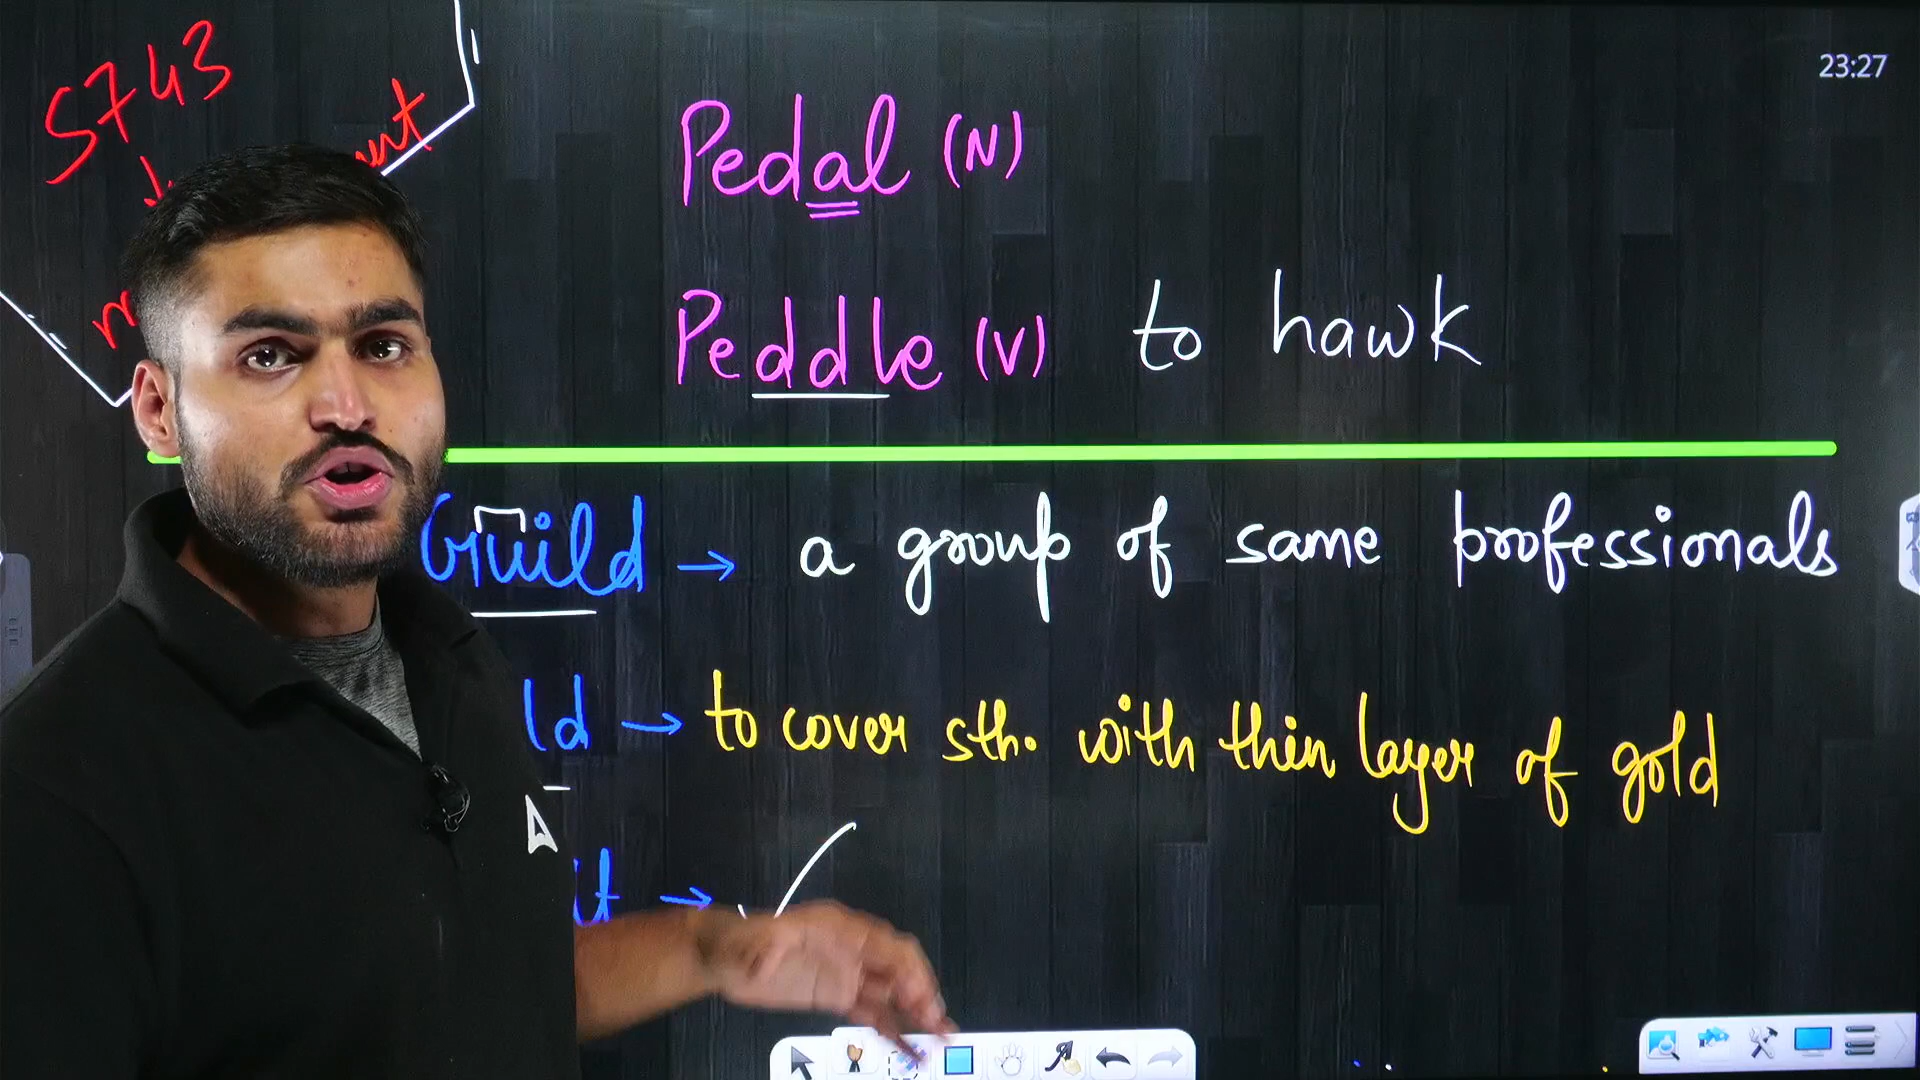 5743
23:27
Pedal (N)
Peddle (V) to hawk
Guild → a group of same professionals
ld → to cover sth. with thin layer of gold
it →